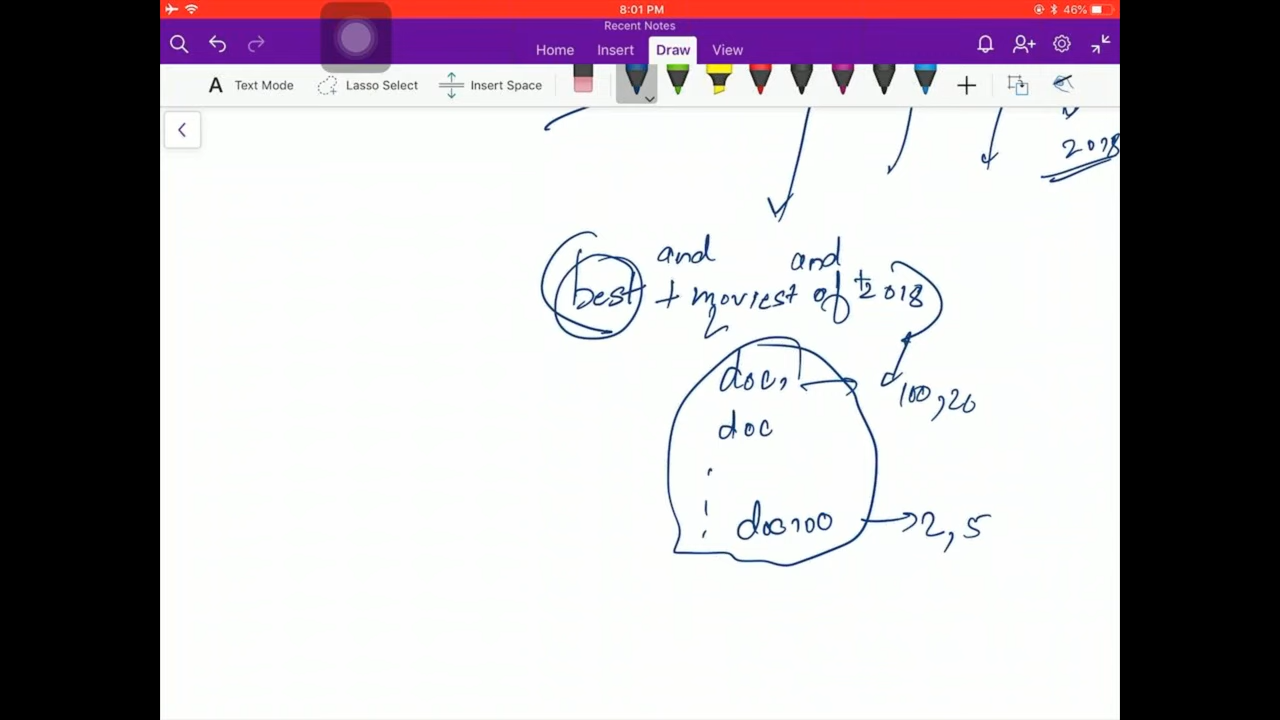 8:01 PM
46%
Recent Notes
Home Insert Draw View
A Text Mode Lasso Select Insert Space
2018
and and
best + movies + of + 2018
doc,
100, 20
doc
doc100 → 2, 5